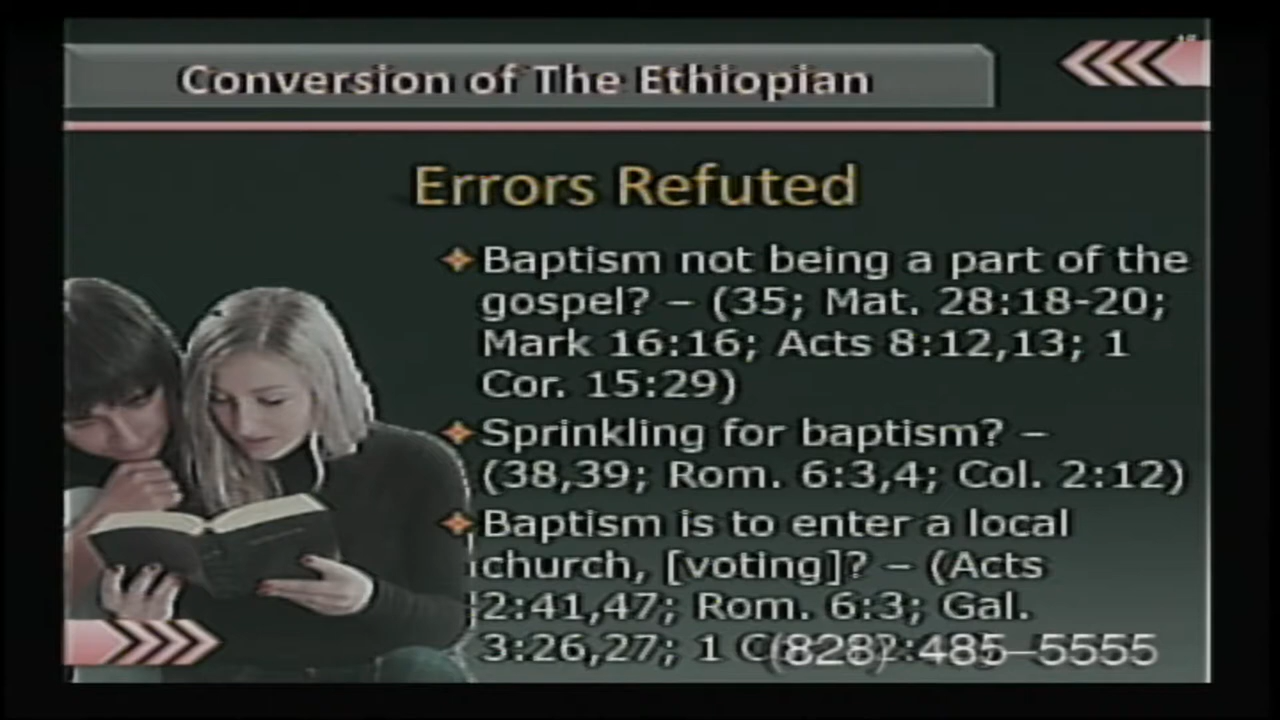 Conversion of The Ethiopian
Errors Refuted
Baptism not being a part of the
gospel? – (35; Mat. 28:18-20;
Mark 16:16; Acts 8:12,13; 1
Cor. 15:29)
Sprinkling for baptism? –
(38,39; Rom. 6:3,4; Col. 2:12)
Baptism is to enter a local
church, [voting]? – (Acts
2:41,47; Rom. 6:3; Gal.
3:26,27; 1
(828) 485–5555